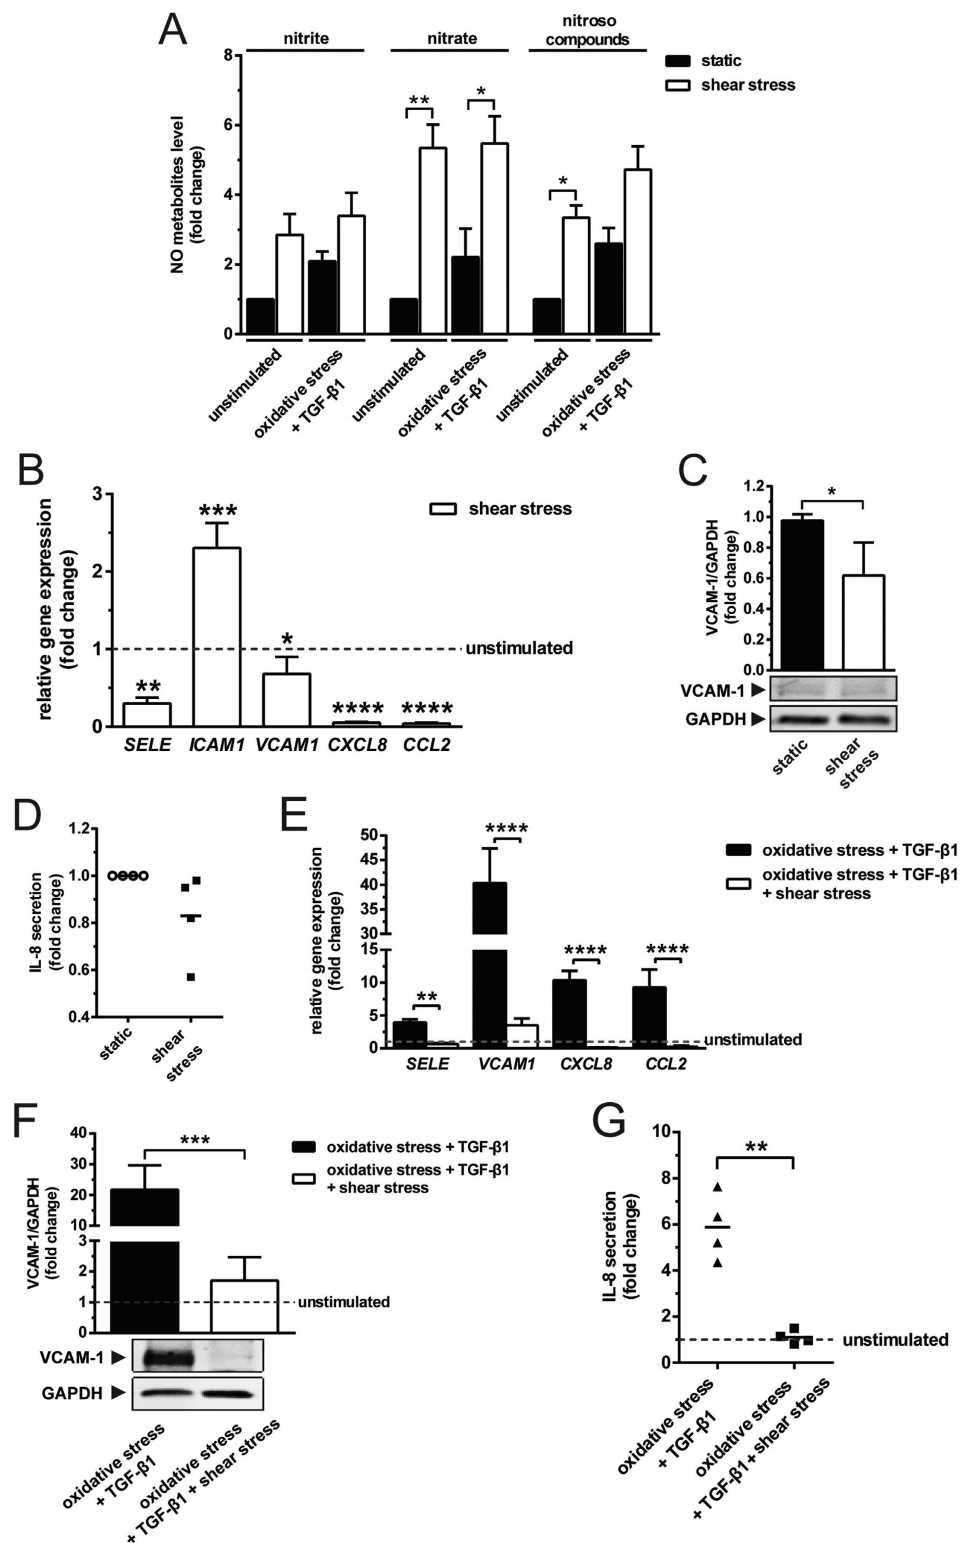 A
nitrite
nitrate
nitroso
compounds
static
shear stress
NO metabolites level
(fold change)
8
6
4
2
0
**
*
*
unstimulated
oxidative stress
+ TGF-β1
unstimulated
oxidative stress
+ TGF-β1
unstimulated
oxidative stress
+ TGF-β1
B
relative gene expression
(fold change)
3
2
1
0
shear stress
unstimulated
**
***
*
****
****
SELE
ICAM1
VCAM1
CXCL8
CCL2
C
VCAM-1/GAPDH
(fold change)
1.2
1.0
0.8
0.6
0.4
0.2
0.0
*
VCAM-1
GAPDH
static
shear
stress
D
IL-8 secretion
(fold change)
1.2
1.0
0.8
0.6
0.4
static
shear
stress
E
relative gene expression
(fold change)
50
45
40
35
30
15
10
5
0
**
****
****
****
oxidative stress + TGF-β1
oxidative stress + TGF-β1
+ shear stress
unstimulated
SELE
VCAM1
CXCL8
CCL2
F
VCAM-1/GAPDH
(fold change)
40
30
20
10
3
2
1
0
***
oxidative stress + TGF-β1
oxidative stress + TGF-β1
+ shear stress
unstimulated
VCAM-1
GAPDH
oxidative stress
+ TGF-β1
oxidative stress
+ TGF-β1 + shear stress
G
IL-8 secretion
(fold change)
10
8
6
4
2
0
**
unstimulated
oxidative stress
+ TGF-β1
oxidative stress
+ TGF-β1 + shear stress